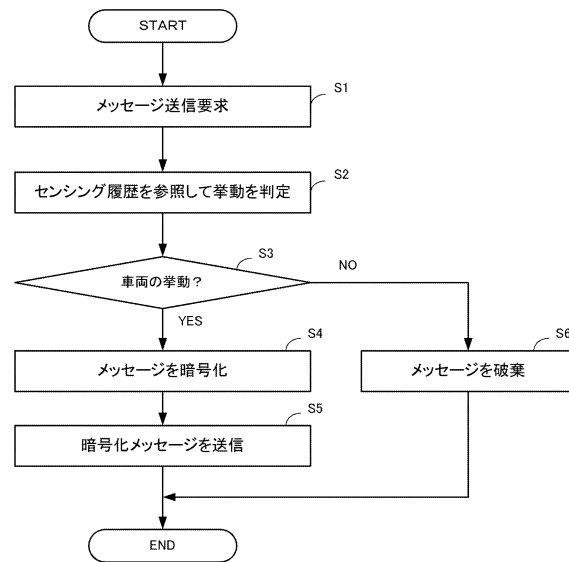 START
メッセージ送信要求
S1
センシング履歴を参照して挙動を判定
S2
車両の挙動？
S3
NO
YES
メッセージを暗号化
S4
メッセージを破棄
S6
暗号化メッセージを送信
S5
END